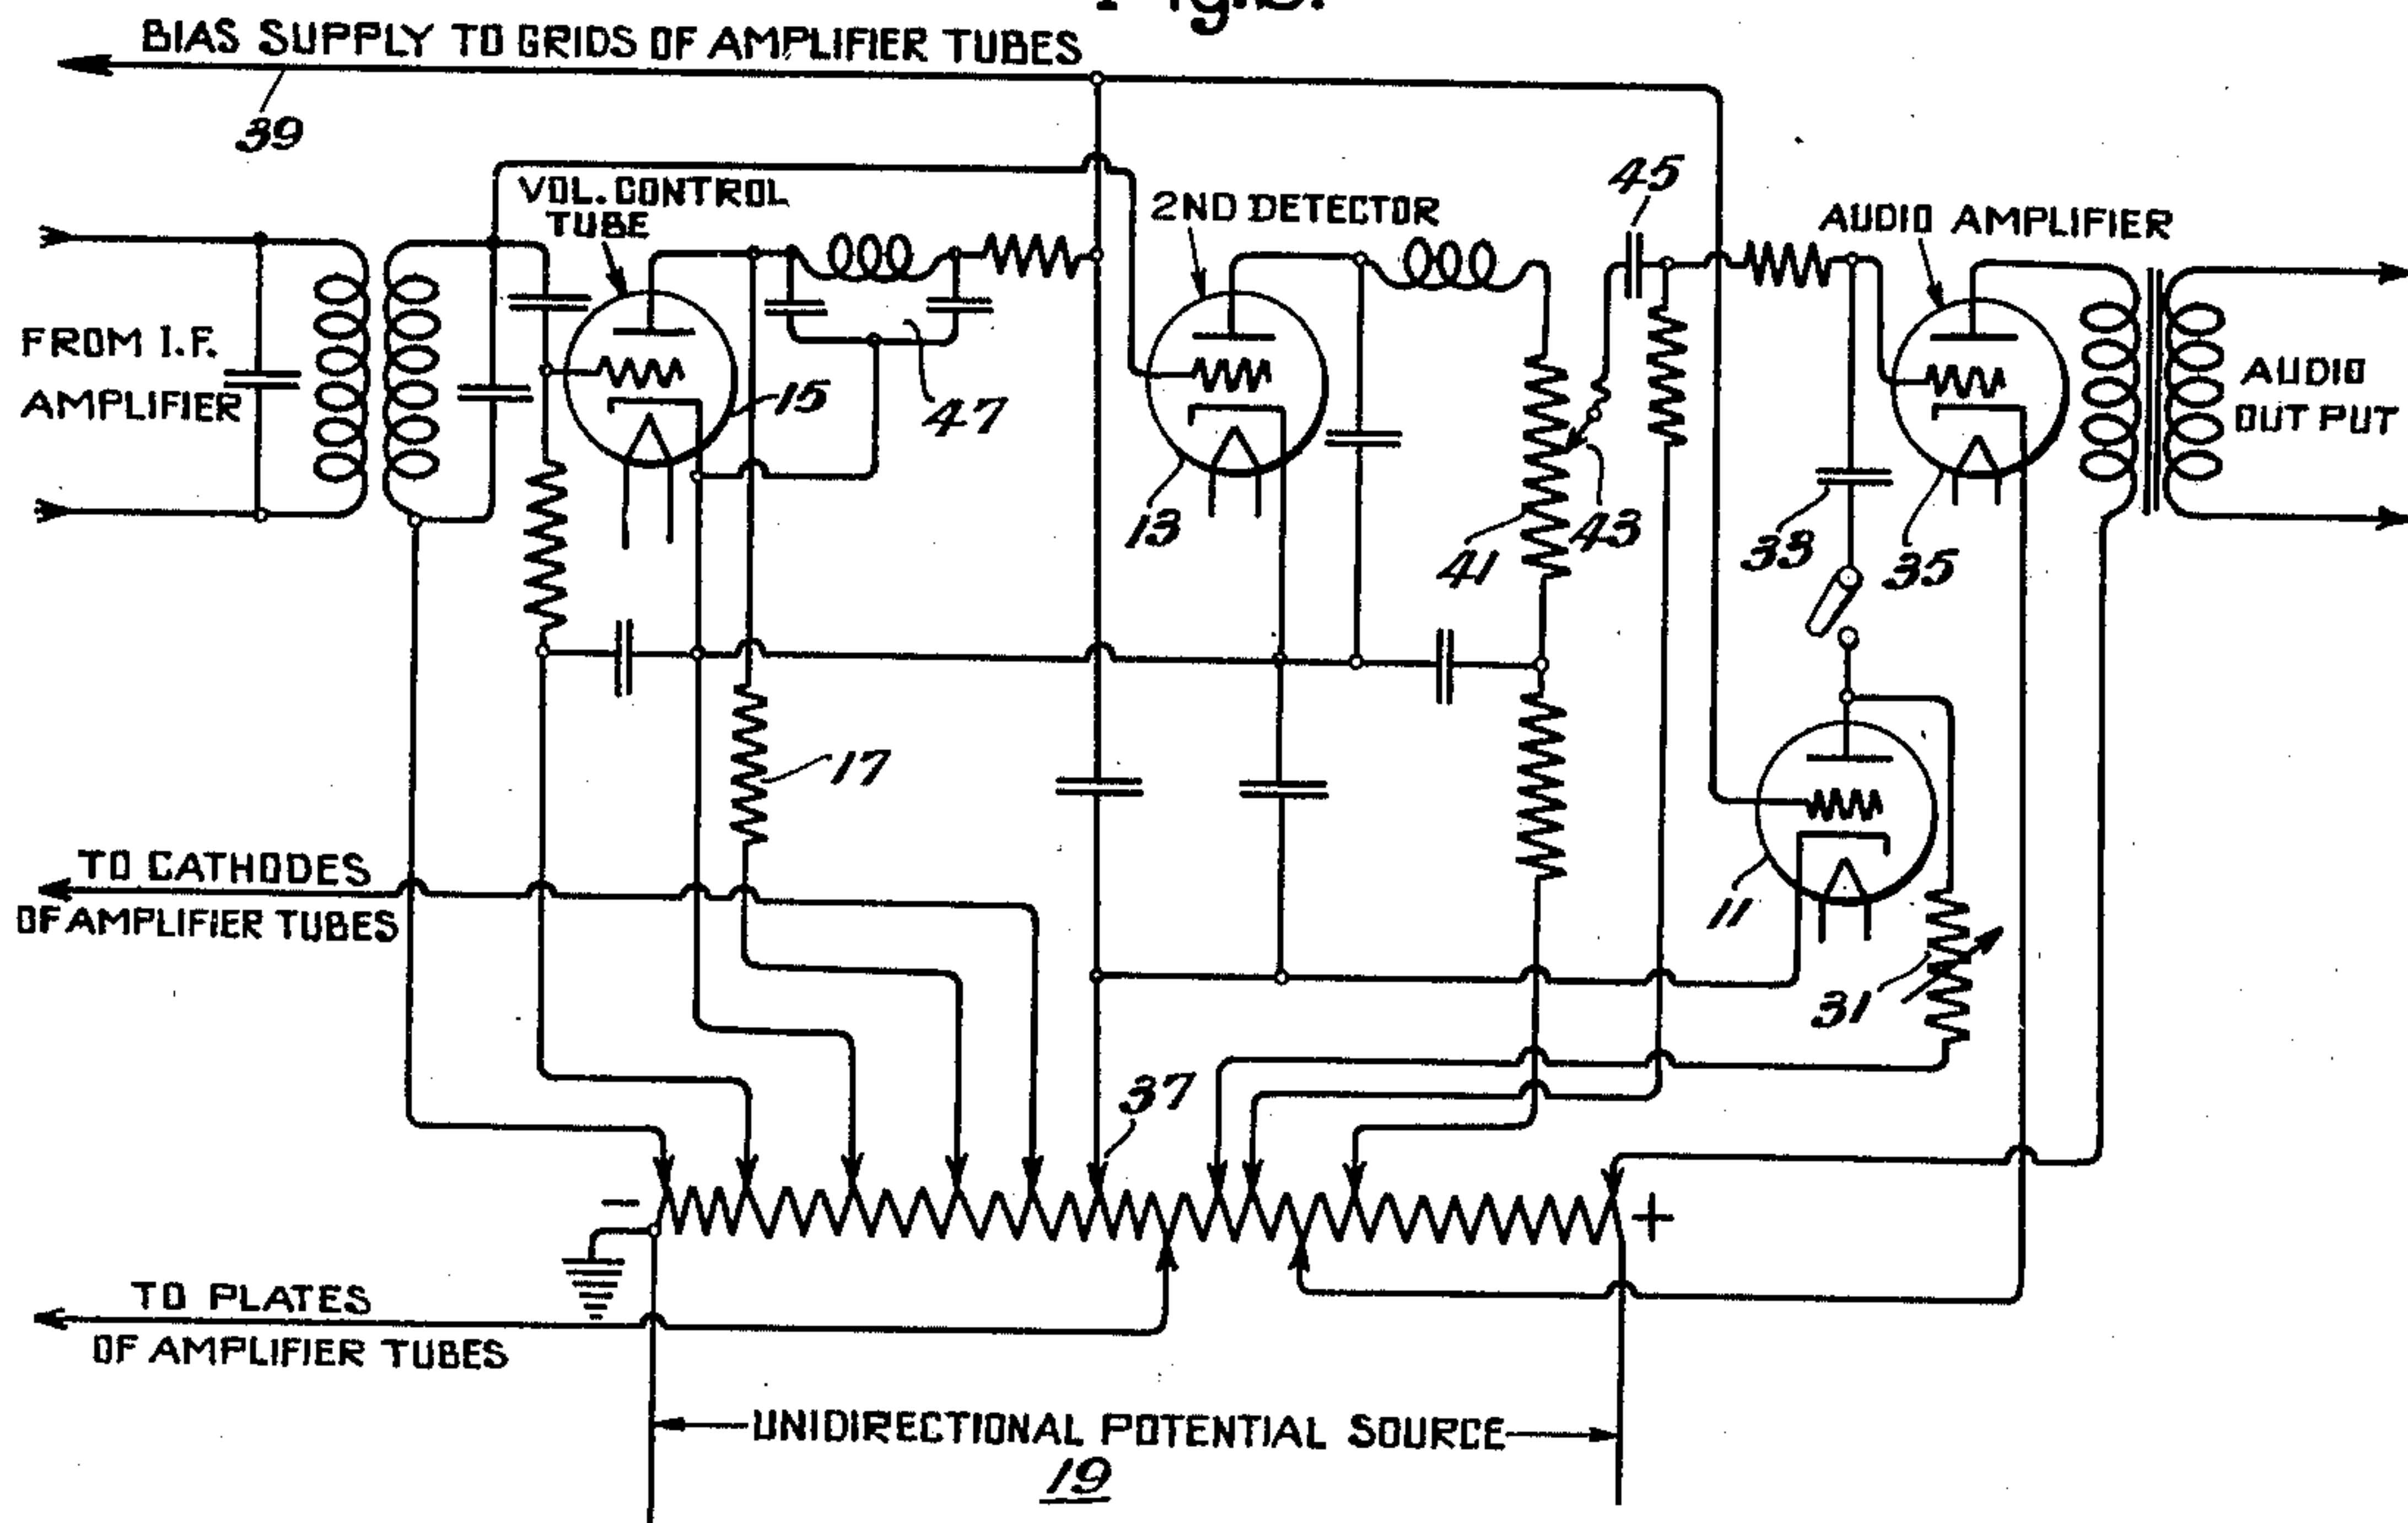 BIAS SUPPLY TO GRIDS OF AMPLIFIER TUBES
39
VOL. CONTROL
TUBE
2ND DETECTOR
45
AUDIO AMPLIFIER
FROM I.F.
AMPLIFIER
15
47
13
41
43
33
35
AUDIO
OUT PUT
17
11
31
TO CATHODES
OF AMPLIFIER TUBES
37
−
+
TO PLATES
OF AMPLIFIER TUBES
UNIDIRECTIONAL POTENTIAL SOURCE
19